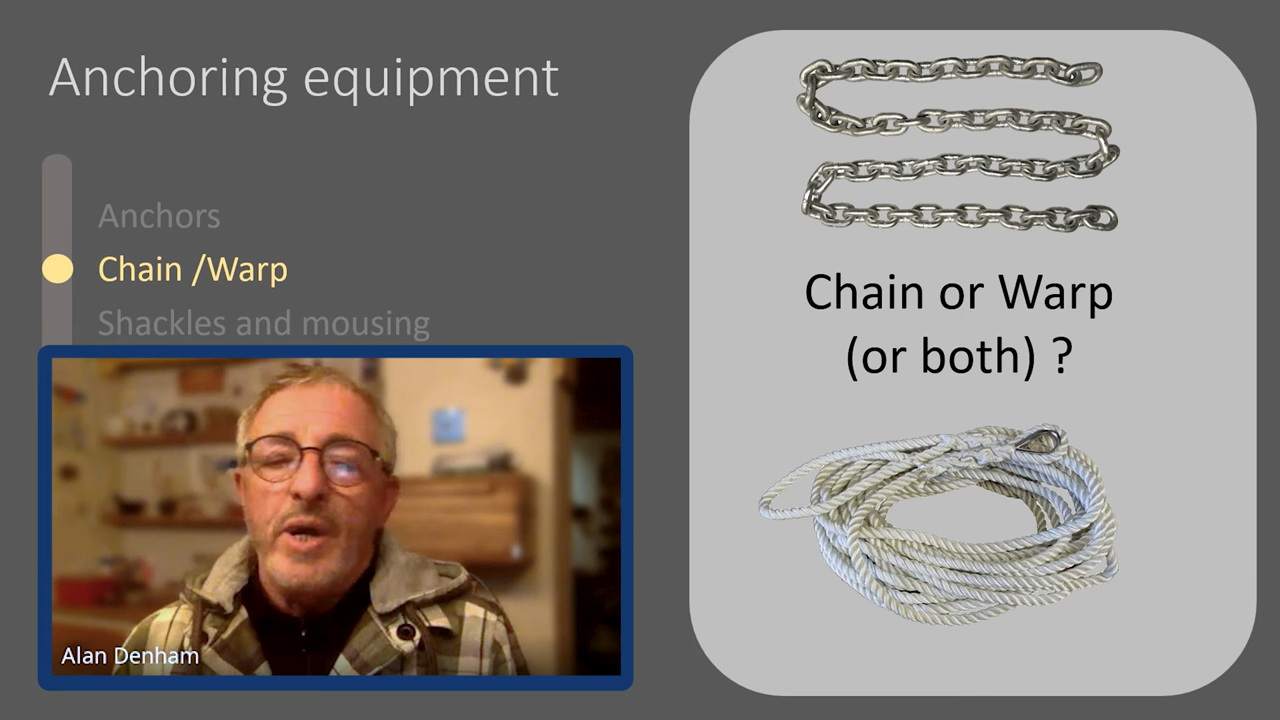 Anchoring equipment
Anchors
Chain /Warp
Shackles and mousing
Alan Denham
Chain or Warp
(or both) ?